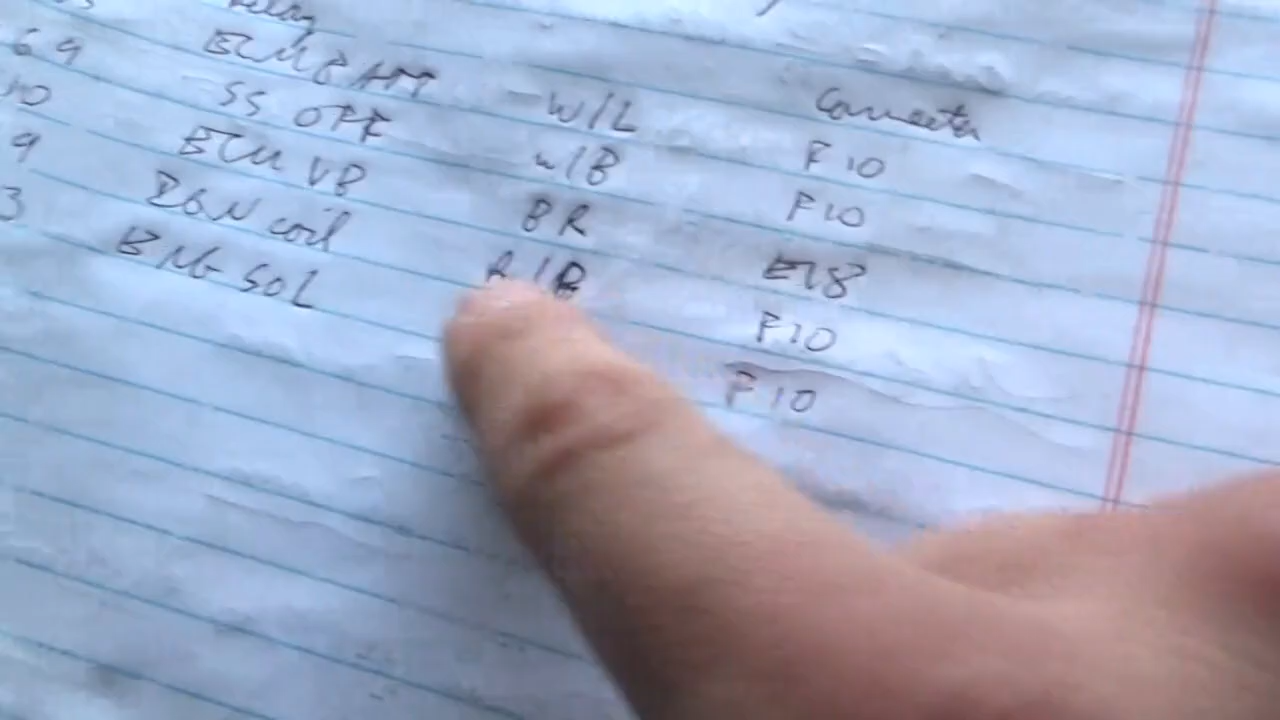 Connector
69 ECM BATT W/L F10
10 SS OFF W/B F10
9 ECM VB BR E18
3 IGN coil R/B F10
ENG SOL F10